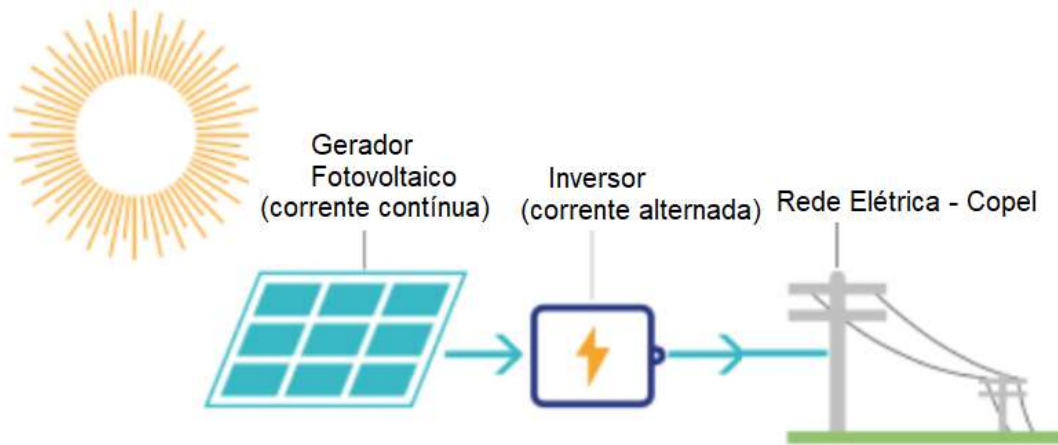 Gerador
Fotovoltaico
(corrente contínua)
Inversor
(corrente alternada)
Rede Elétrica - Copel